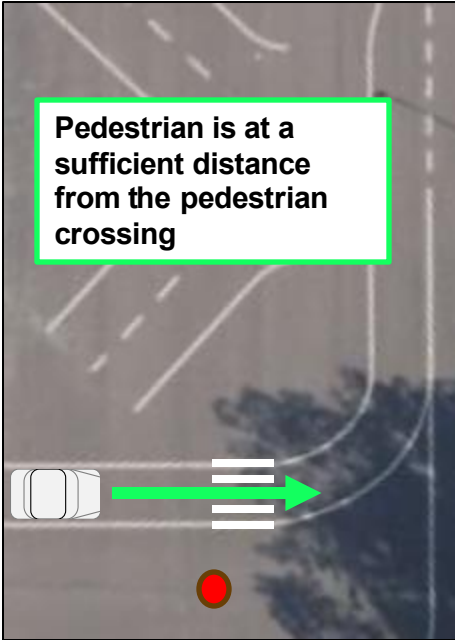 Pedestrian is at a
sufficient distance
from the pedestrian
crossing